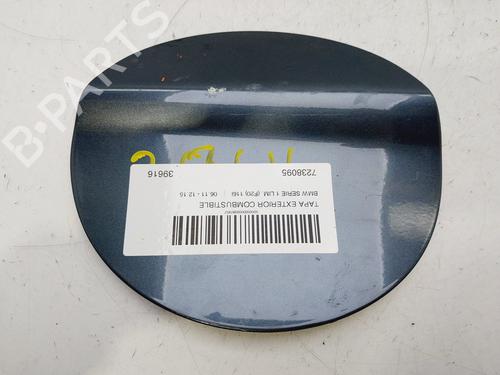 B-PARTS
TAPA EXTERIOR COMBUSTIBLE
BMW SERIE 1 LIM. (F20) 116i 06.11 - 12.15
7238095
39616